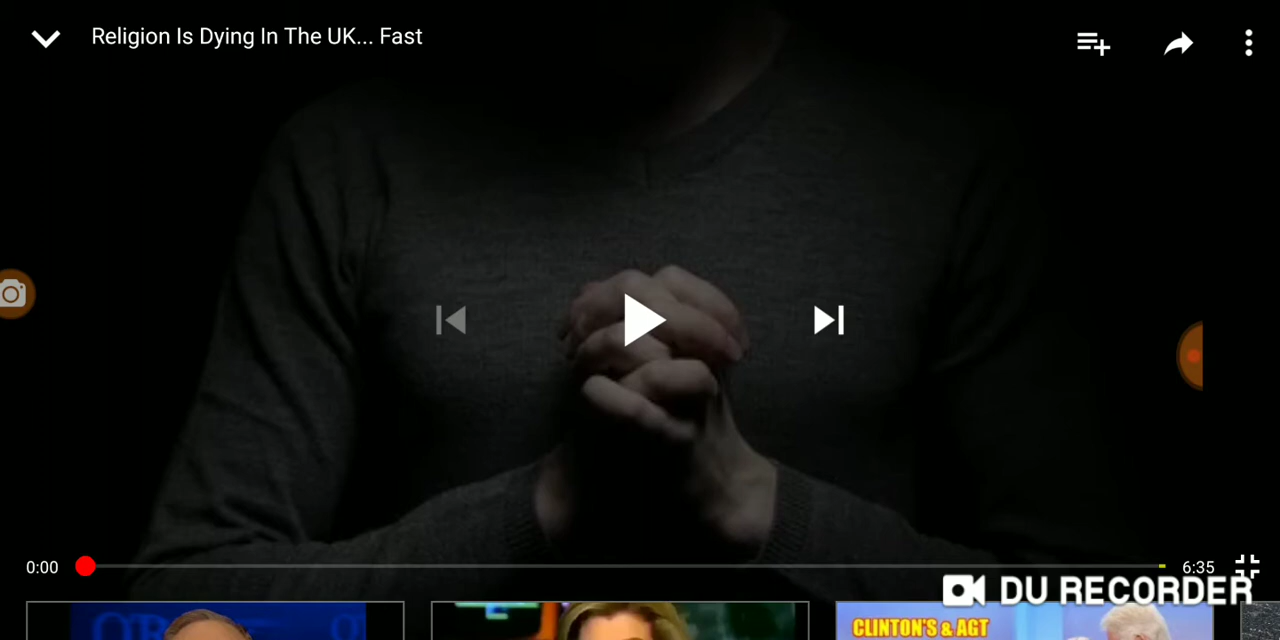 Religion Is Dying In The UK... Fast
0:00
6:35
DU RECORDER
CLINTON'S & AGT